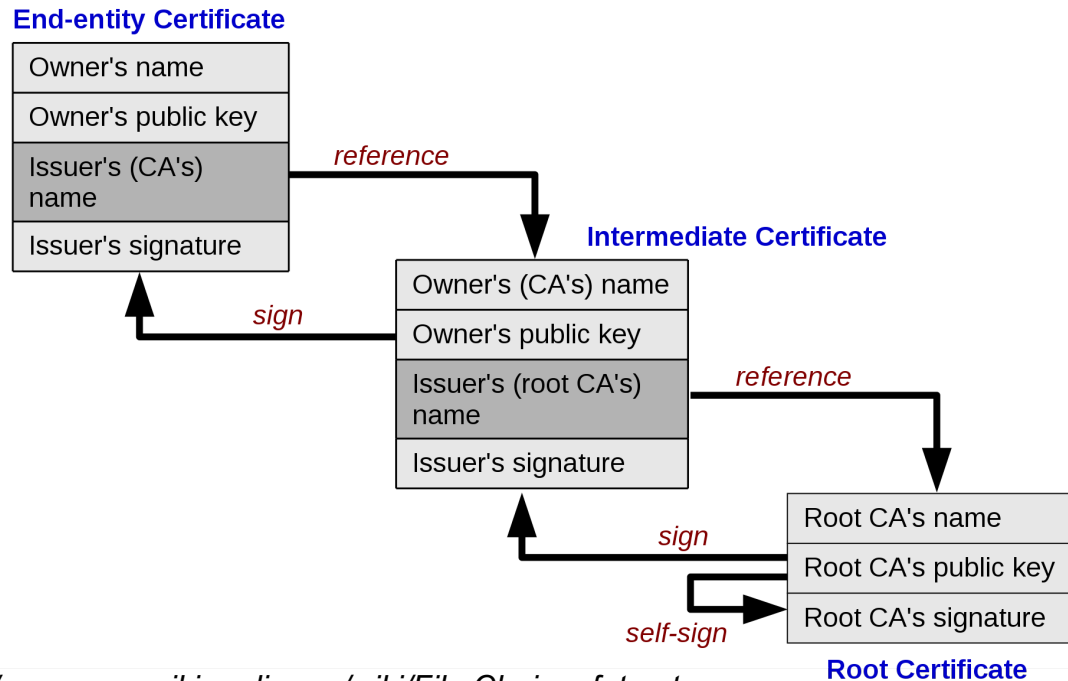 End-entity Certificate
Owner's name
Owner's public key
Issuer's (CA's)
name
Issuer's signature
reference
sign
Intermediate Certificate
Owner's (CA's) name
Owner's public key
Issuer's (root CA's)
name
Issuer's signature
reference
sign
self-sign
Root CA's name
Root CA's public key
Root CA's signature
Root Certificate